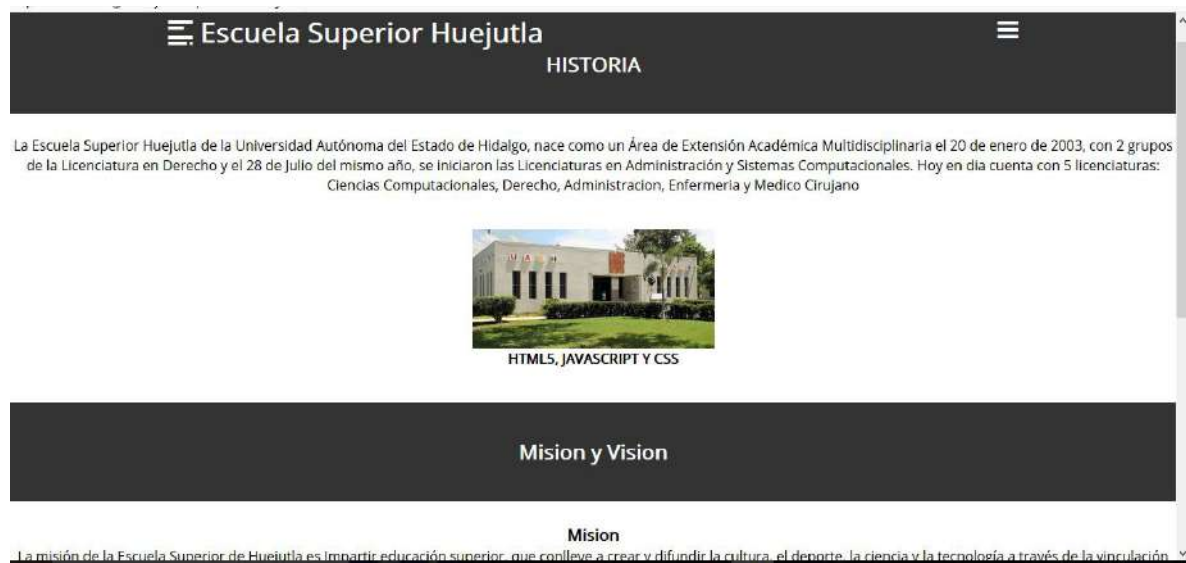 Escuela Superior Huejutla
HISTORIA
La Escuela Superior Huejutla de la Universidad Autónoma del Estado de Hidalgo, nace como un Área de Extensión Académica Multidisciplinaria el 20 de enero de 2003, con 2 grupos
de la Licenciatura en Derecho y el 28 de Julio del mismo año, se iniciaron las Licenciaturas en Administración y Sistemas Computacionales. Hoy en dia cuenta con 5 licenciaturas:
Ciencias Computacionales, Derecho, Administracion, Enfermeria y Medico Cirujano
U A H
HTML5, JAVASCRIPT Y CSS
Mision y Vision
Mision
La misión de la Escuela Superior de Huejutla es Impartir educación superior, que conlleve a crear y difundir la cultura, el deporte, la ciencia y la tecnología a través de la vinculación